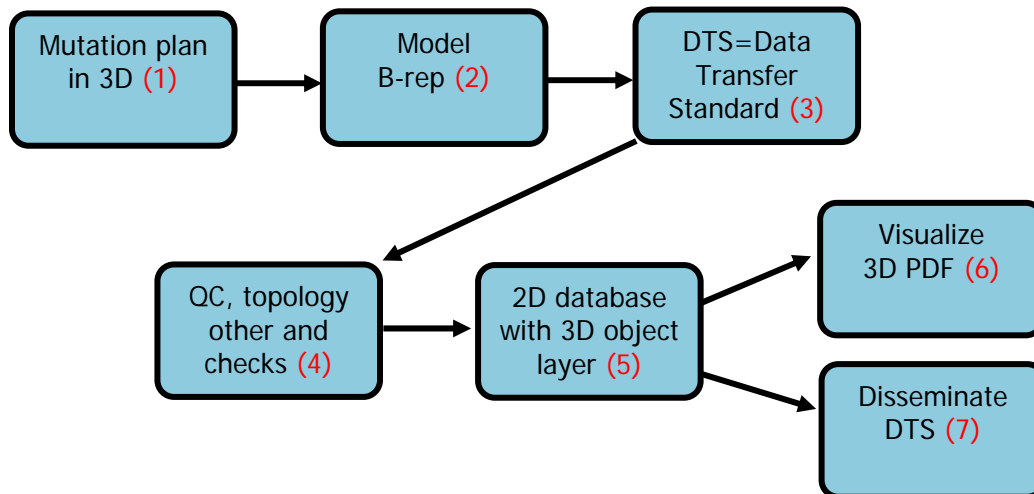 Mutation plan
in 3D (1)
Model
B-rep (2)
DTS=Data
Transfer
Standard (3)
QC, topology
other and
checks (4)
2D database
with 3D object
layer (5)
Visualize
3D PDF (6)
Disseminate
DTS (7)